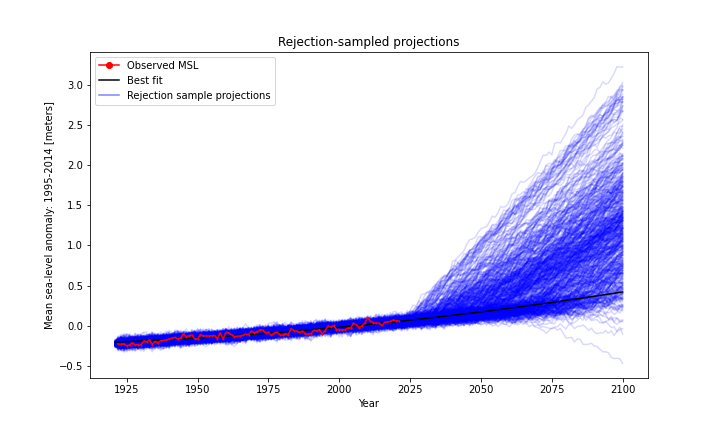 Rejection-sampled projections
Observed MSL
Best fit
Rejection sample projections
Mean sea-level anomaly: 1995-2014 [meters]
3.0
2.5
2.0
1.5
1.0
0.5
0.0
−0.5
1925
1950
1975
2000
2025
2050
2075
2100
Year